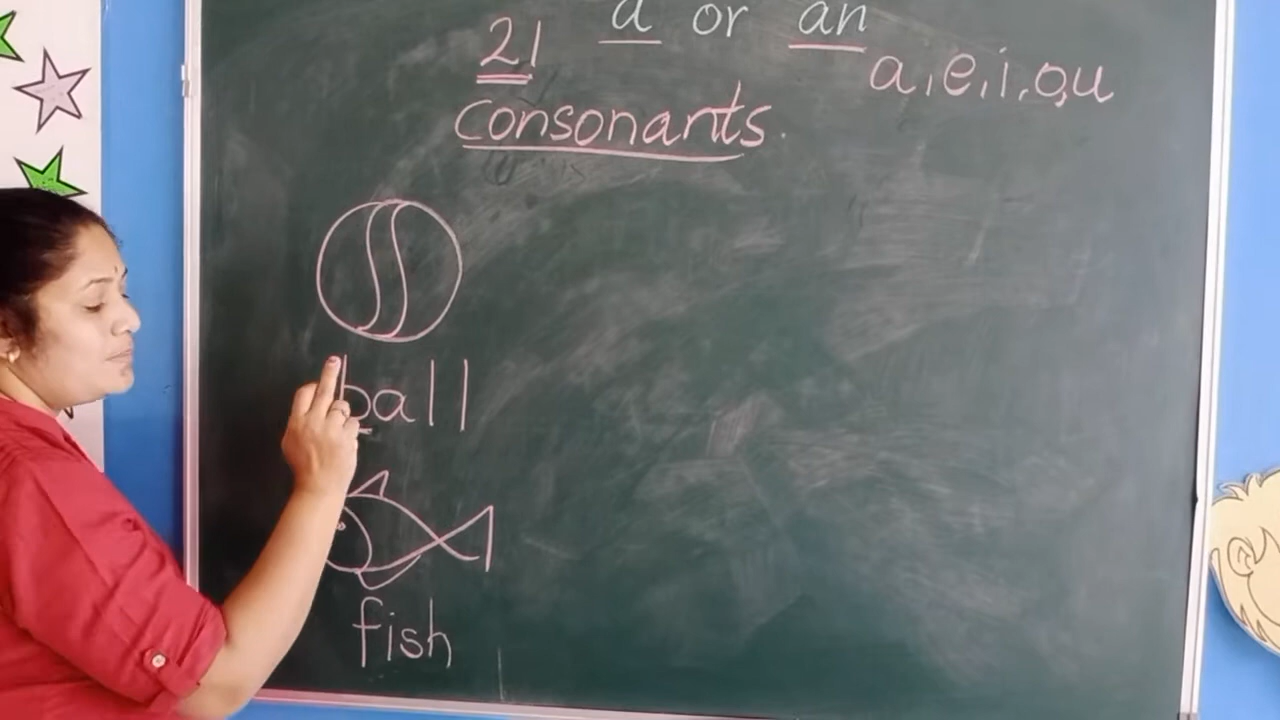 a or an
21
a, e, i, o, u
consonants.
ball
fish